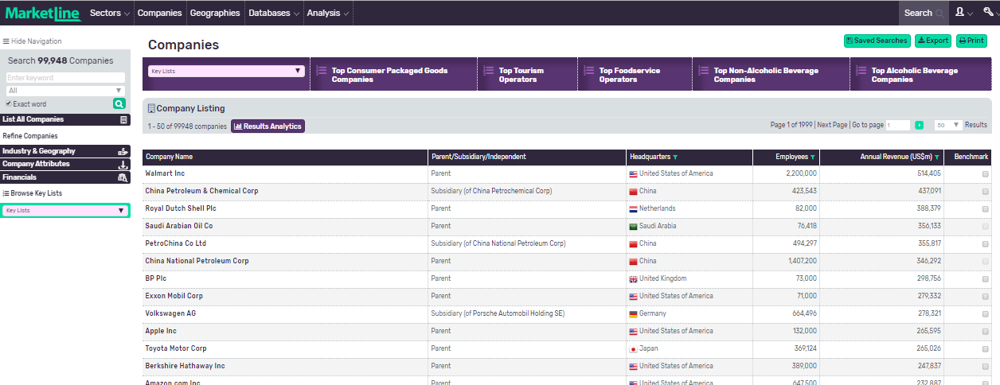 MarketLine Sectors Companies Geographies Databases Analysis Search
Hide Navigation
Search 99,948 Companies
Enter keyword
All
Exact word
List All Companies
Refine Companies
Industry & Geography
Company Attributes
Financials
Browse Key Lists
Key Lists
Companies
Saved Searches Export Print
Key Lists
Top Consumer Packaged Goods
Companies
Top Tourism
Operators
Top Foodservice
Operators
Top Non-Alcoholic Beverage
Companies
Top Alcoholic Beverage
Companies
Company Listing
1 - 50 of 99948 companies Results Analytics Page 1 of 1999 | Next Page | Go to page 1 50 Results
Company Name Parent/Subsidiary/Independent Headquarters Employees Annual Revenue (US$m) Benchmark
Walmart Inc Parent United States of America 2,200,000 514,405
China Petroleum & Chemical Corp Subsidiary (of China Petrochemical Corp) China 423,543 437,091
Royal Dutch Shell Plc Parent Netherlands 82,000 388,379
Saudi Arabian Oil Co Parent Saudi Arabia 76,418 356,133
PetroChina Co Ltd Subsidiary (of China National Petroleum Corp) China 494,297 355,817
China National Petroleum Corp Parent China 1,407,200 346,292
BP Plc Parent United Kingdom 73,000 298,756
Exxon Mobil Corp Parent United States of America 71,000 279,332
Volkswagen AG Subsidiary (of Porsche Automobil Holding SE) Germany 664,496 278,321
Apple Inc Parent United States of America 132,000 265,595
Toyota Motor Corp Parent Japan 369,124 265,026
Berkshire Hathaway Inc Parent United States of America 389,000 247,837
Amazon.com Inc Parent United States of America 647,500 232,887